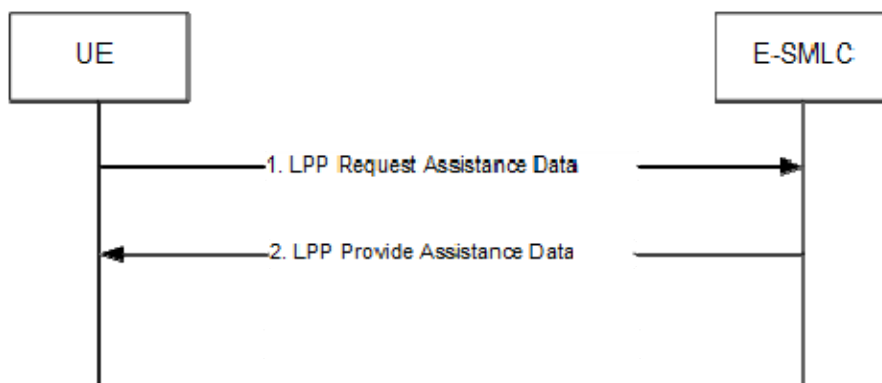 UE
E-SMLC
1. LPP Request Assistance Data
2. LPP Provide Assistance Data